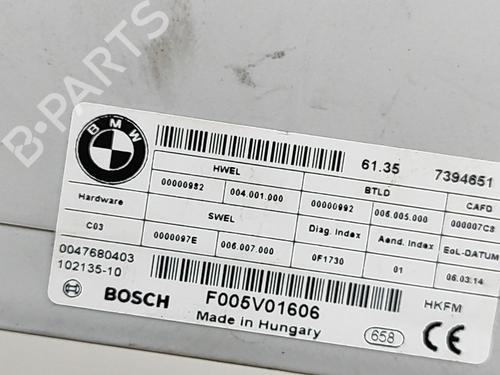 B-PARTS
BMW
61.35 7394651
HWEL BTLD CAFD
00000982 004.001.000 00000992 006.005.000 000007C8
Hardware SWEL Diag. Index Aend. Index EoL-DATUM
C03 0000097E 006.007.000 0F1730 01 06.03.14
0047680403
102135-10
BOSCH F005V01606 HKFM
Made in Hungary 658 CE